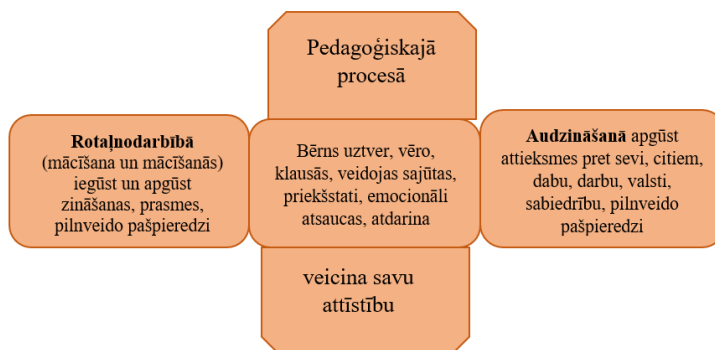 Pedagoģiskajā
procesā
Rotaļnodarbībā
(mācīšana un mācīšanās)
iegūst un apgūst
zināšanas, prasmes,
pilnveido pašpieredzi
Bērns uztver, vēro,
klausās, veidojas sajūtas,
priekšstati, emocionāli
atsaucas, atdarina
Audzināšanā apgūst
attieksmes pret sevi, citiem,
dabu, darbu, valsti,
sabiedrību, pilnveido
pašpieredzi
veicina savu
attīstību